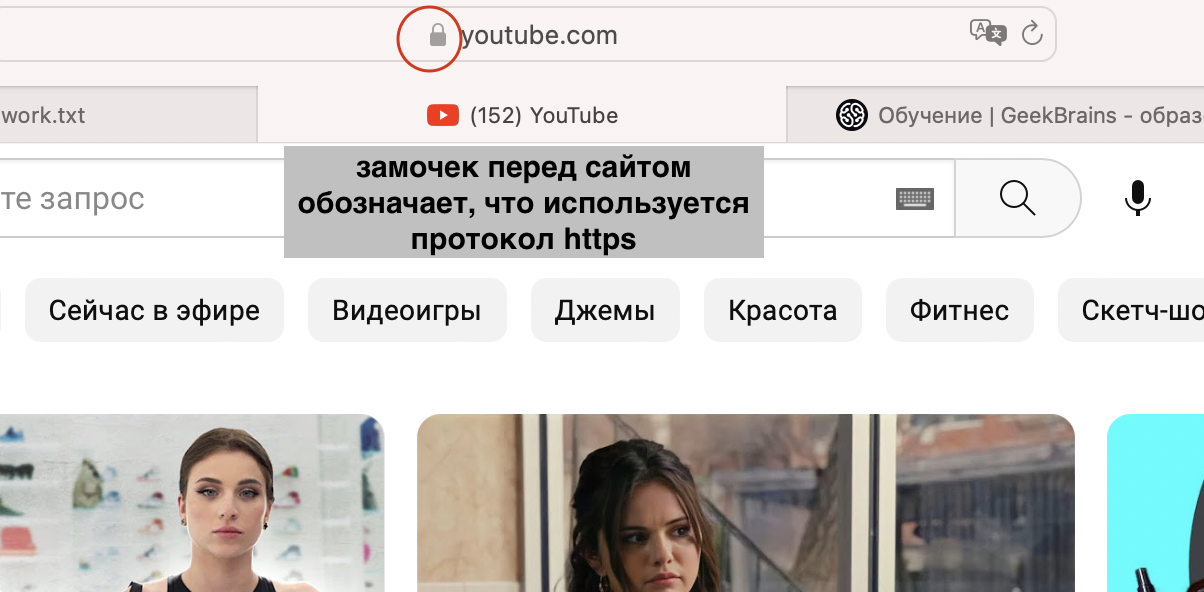 youtube.com
work.txt
(152) YouTube
Обучение | GeekBrains - образ
те запрос
замочек перед сайтом
обозначает, что используется
протокол https
Сейчас в эфире
Видеоигры
Джемы
Красота
Фитнес
Скетч-шо